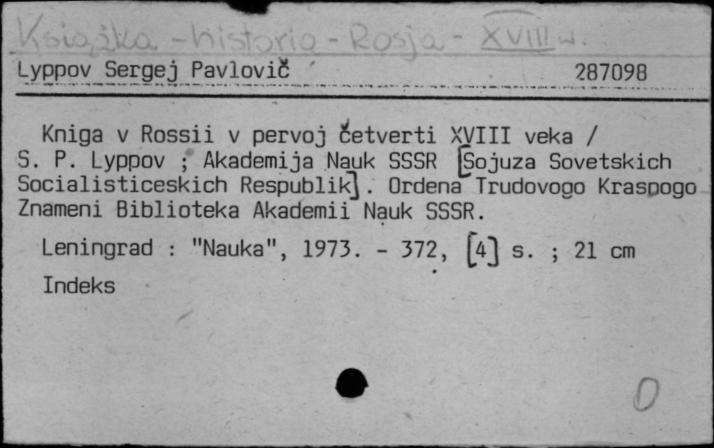 Książka - historia - Rosja - XVIII w.
Lyppov Sergej Pavlovič 287098
Kniga v Rossii v pervoj četverti XVIII veka /
S. P. Lyppov ; Akademija Nauk SSSR [Sojuza Sovetskich
Socialisticeskich Respublik]. Ordena Trudovogo Kraspogo
Znameni Biblioteka Akademii Nauk SSSR.
Leningrad : "Nauka", 1973. - 372, [4] s. ; 21 cm
Indeks
0